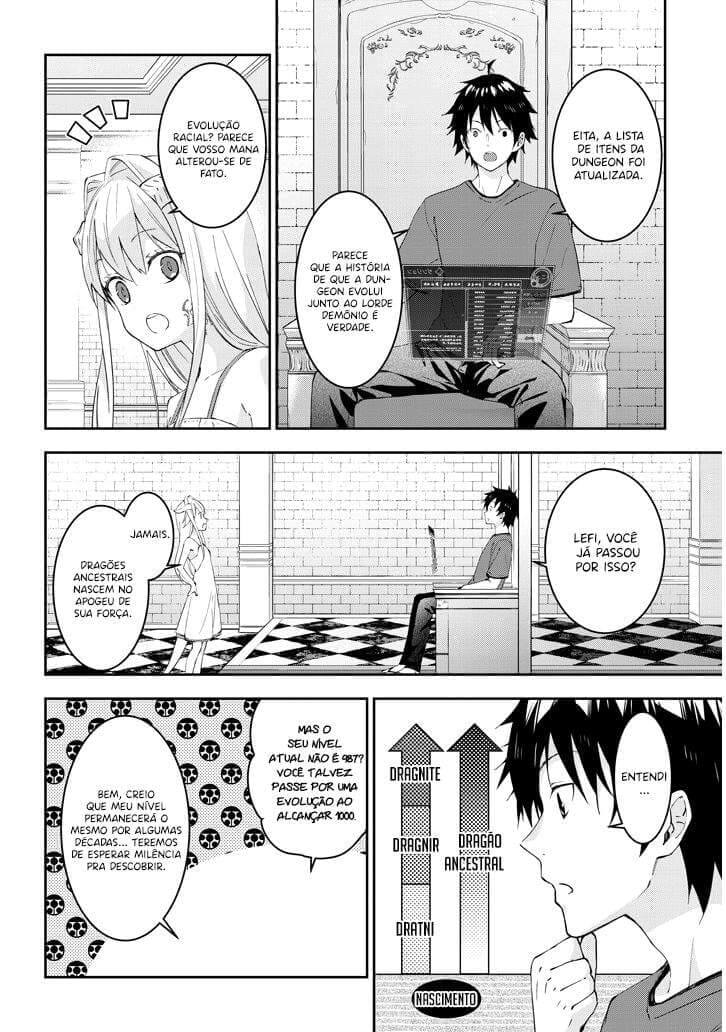 EITA, A LISTA
DE ITENS DA
DUNGEON FOI
ATUALIZADA.
PARECE
QUE A HISTÓRIA
DE QUE A DUN-
GEON EVOLUI
JUNTO AO LORDE
DEMÔNIO É
VERDADE.
EVOLUÇÃO
RACIAL? PARECE
QUE VOSSO MANA
ALTEROU-SE DE
FATO.
LEFI, VOCÊ
JÁ PASSOU
POR ISSO?
JAMAIS.
DRAGÕES
ANCESTRAIS
NASCEM NO
APOGEU DE
SUA FORÇA.
ENTENDI
...
DRAGNITE
DRAGNIR
DRATNI
DRAGÃO
ANCESTRAL
NASCIMENTO
MAS O
SEU NÍVEL
ATUAL NÃO É 987?
VOCÊ TALVEZ
PASSE POR UMA
EVOLUÇÃO AO
ALCANÇAR 1000.
BEM, CREIO
QUE MEU NÍVEL
PERMANECERÁ O
MESMO POR ALGUMAS
DÉCADAS... TEREMOS
DE ESPERAR MILÊNCIA
PRA DESCOBRIR.